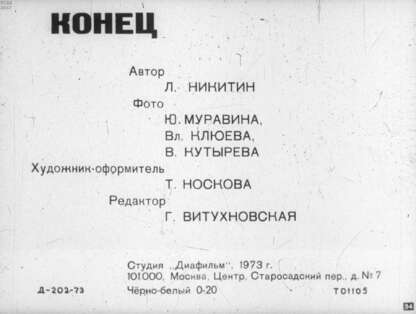 КОНЕЦ
Автор
Л. НИКИТИН
Фото
Ю. МУРАВИНА,
Вл. КЛЮЕВА,
В. КУТЫРЕВА
Художник-оформитель
Т. НОСКОВА
Редактор
Г. ВИТУХНОВСКАЯ
Студия „Диафильм", 1973 г.
101000, Москва, Центр, Старосадский пер., д. № 7
Д-202-73 Чёрно-белый 0-20 Т01105
34